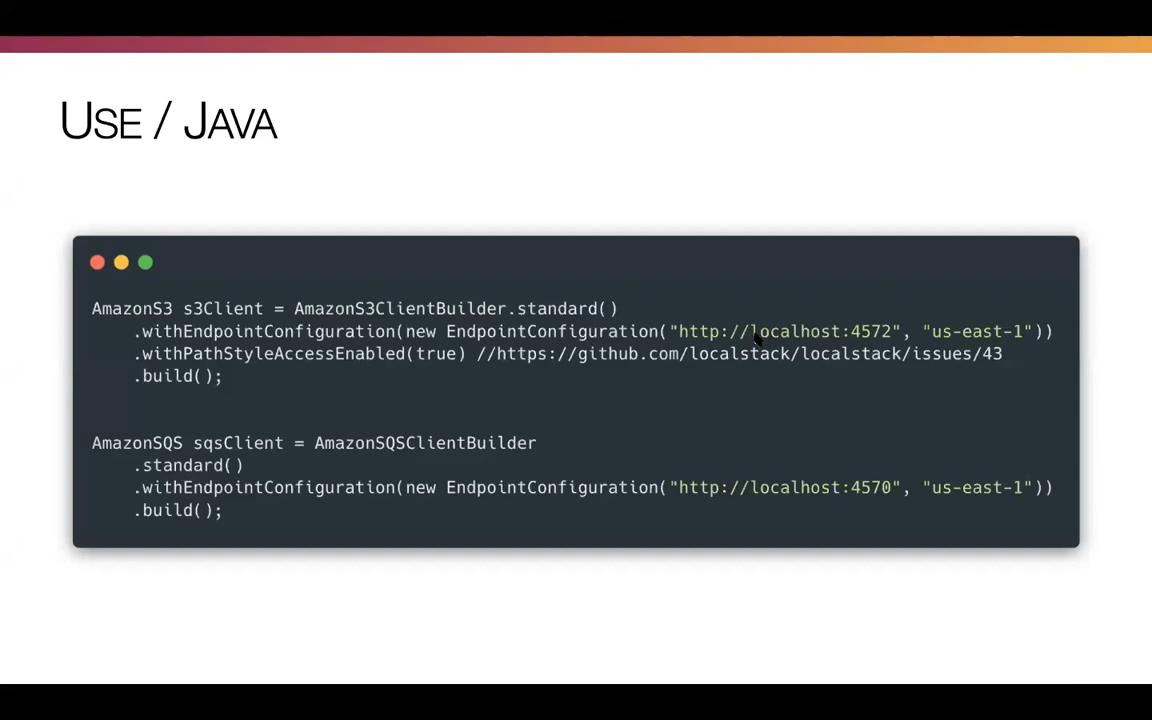 USE / JAVA
AmazonS3 s3Client = AmazonS3ClientBuilder.standard()
.withEndpointConfiguration(new EndpointConfiguration("http://localhost:4572", "us-east-1"))
.withPathStyleAccessEnabled(true) //https://github.com/localstack/localstack/issues/43
.build();
AmazonSQS sqsClient = AmazonSQSClientBuilder
.standard()
.withEndpointConfiguration(new EndpointConfiguration("http://localhost:4570", "us-east-1"))
.build();